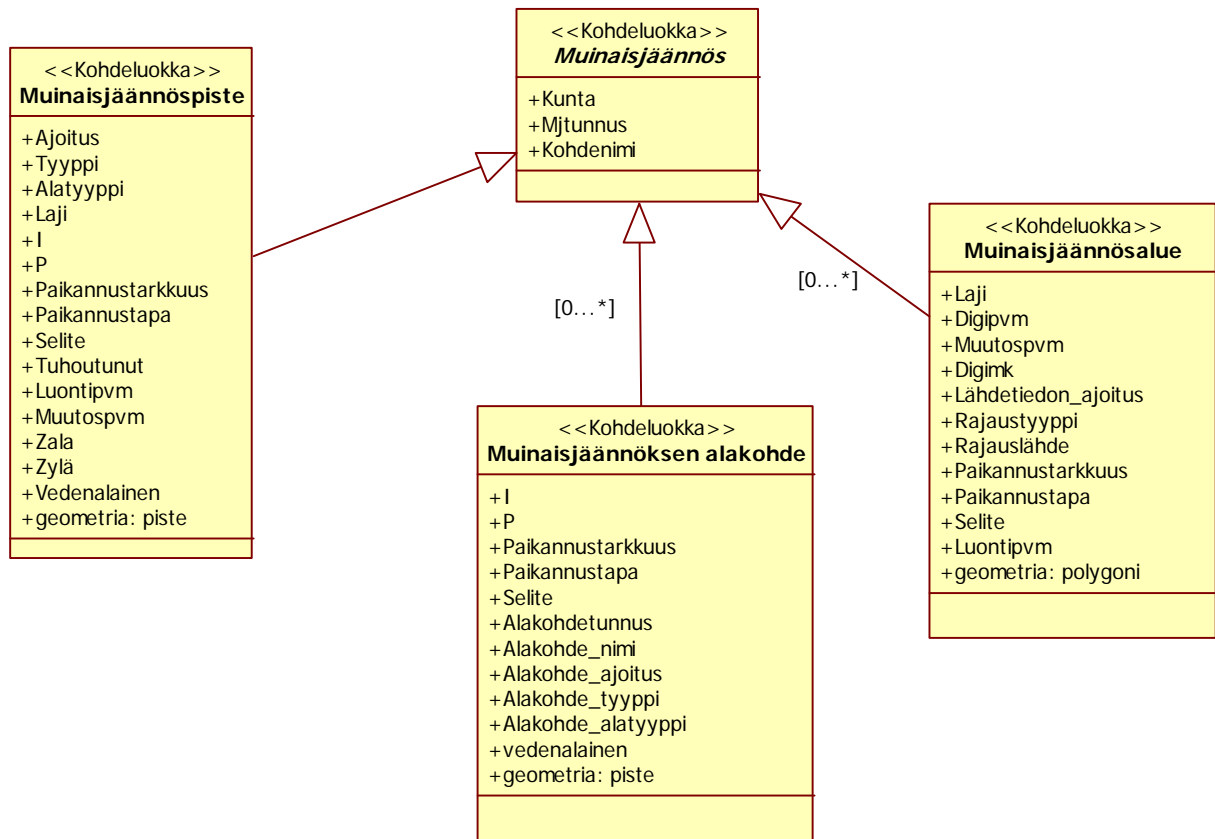 <<Kohdeluokka>>
Muinaisjäännöspiste
+Ajoitus
+Tyyppi
+Alatyyppi
+Laji
+I
+P
+Paikannustarkkuus
+Paikannustapa
+Selite
+Tuhoutunut
+Luontipvm
+Muutospvm
+Zala
+Zylä
+Vedenalainen
+geometria: piste
<<Kohdeluokka>>
Muinaisjäännös
+Kunta
+Mjtunnus
+Kohdenimi
[0...*]
[0...*]
<<Kohdeluokka>>
Muinaisjäännöksen alakohde
+I
+P
+Paikannustarkkuus
+Paikannustapa
+Selite
+Alakohdetunnus
+Alakohde_nimi
+Alakohde_ajoitus
+Alakohde_tyyppi
+Alakohde_alatyyppi
+vedenalainen
+geometria: piste
<<Kohdeluokka>>
Muinaisjäännösalue
+Laji
+Digipvm
+Muutospvm
+Digimk
+Lähdetiedon_ajoitus
+Rajaustyyppi
+Rajauslähde
+Paikannustarkkuus
+Paikannustapa
+Selite
+Luontipvm
+geometria: polygoni